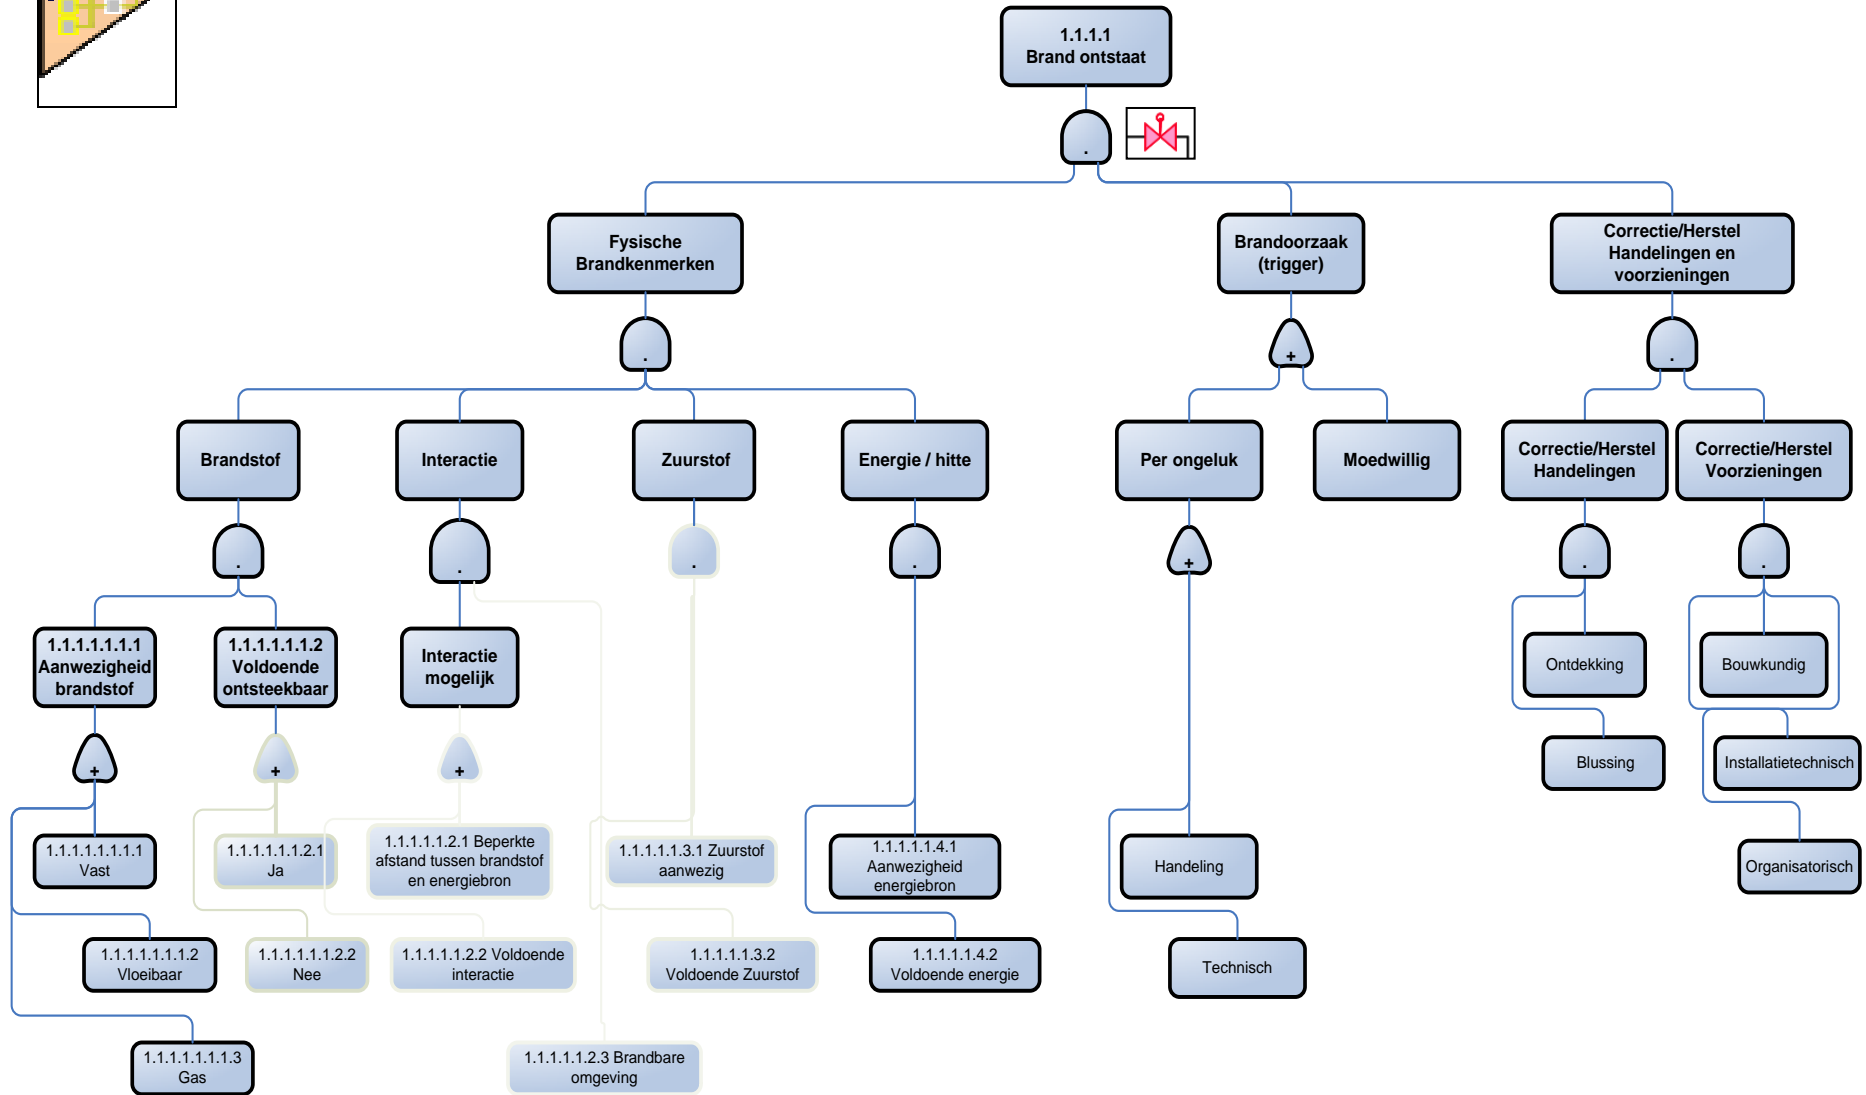 1.1.1.1
Brand ontstaat
.
Fysische
Brandkenmerken
Brandoorzaak
(trigger)
Correctie/Herstel
Handelingen en
voorzieningen
.
+
.
Brandstof
Interactie
Zuurstof
Energie / hitte
Per ongeluk
Moedwillig
Correctie/Herstel
Handelingen
Correctie/Herstel
Voorzieningen
.
.
.
.
+
.
.
1.1.1.1.1.1.1
Aanwezigheid
brandstof
1.1.1.1.1.1.2
Voldoende
ontsteekbaar
Interactie
mogelijk
Ontdekking
Bouwkundig
+
+
+
Blussing
Installatietechnisch
1.1.1.1.1.1.1.1
Vast
1.1.1.1.1.1.2.1
Ja
1.1.1.1.1.2.1 Beperkte
afstand tussen brandstof
en energiebron
1.1.1.1.1.3.1 Zuurstof
aanwezig
1.1.1.1.1.4.1
Aanwezigheid
energiebron
Handeling
Organisatorisch
1.1.1.1.1.1.1.2
Vloeibaar
1.1.1.1.1.1.2.2
Nee
1.1.1.1.1.2.2 Voldoende
interactie
1.1.1.1.1.3.2
Voldoende Zuurstof
1.1.1.1.1.4.2
Voldoende energie
Technisch
1.1.1.1.1.1.1.3
Gas
1.1.1.1.1.2.3 Brandbare
omgeving